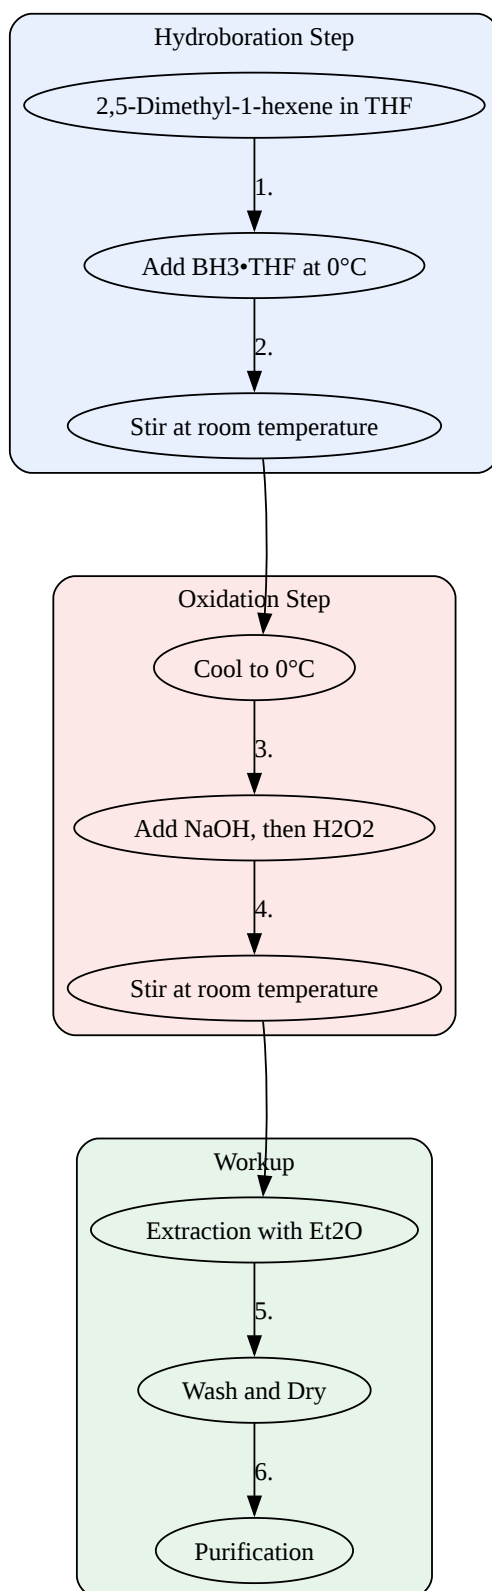 Hydroboration Step
2,5-Dimethyl-1-hexene in THF
1.
Add BH3•THF at 0°C
2.
Stir at room temperature
Oxidation Step
Cool to 0°C
3.
Add NaOH, then H2O2
4.
Stir at room temperature
Workup
Extraction with Et2O
5.
Wash and Dry
6.
Purification